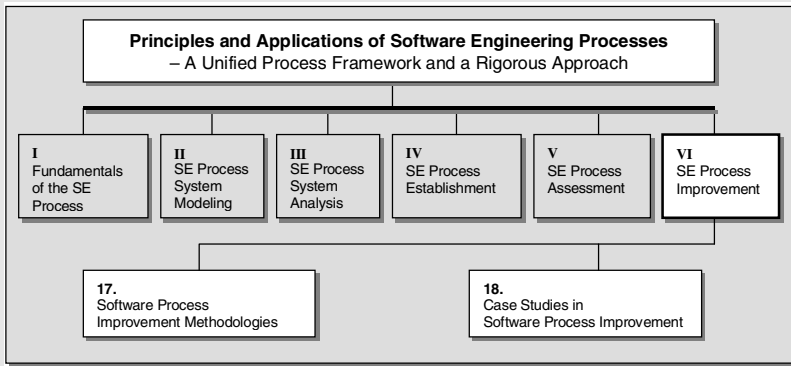 Principles and Applications of Software Engineering Processes
– A Unified Process Framework and a Rigorous Approach
I
Fundamentals
of the SE
Process
II
SE Process
System
Modeling
III
SE Process
System
Analysis
IV
SE Process
Establishment
V
SE Process
Assessment
VI
SE Process
Improvement
17.
Software Process
Improvement Methodologies
18.
Case Studies in
Software Process Improvement